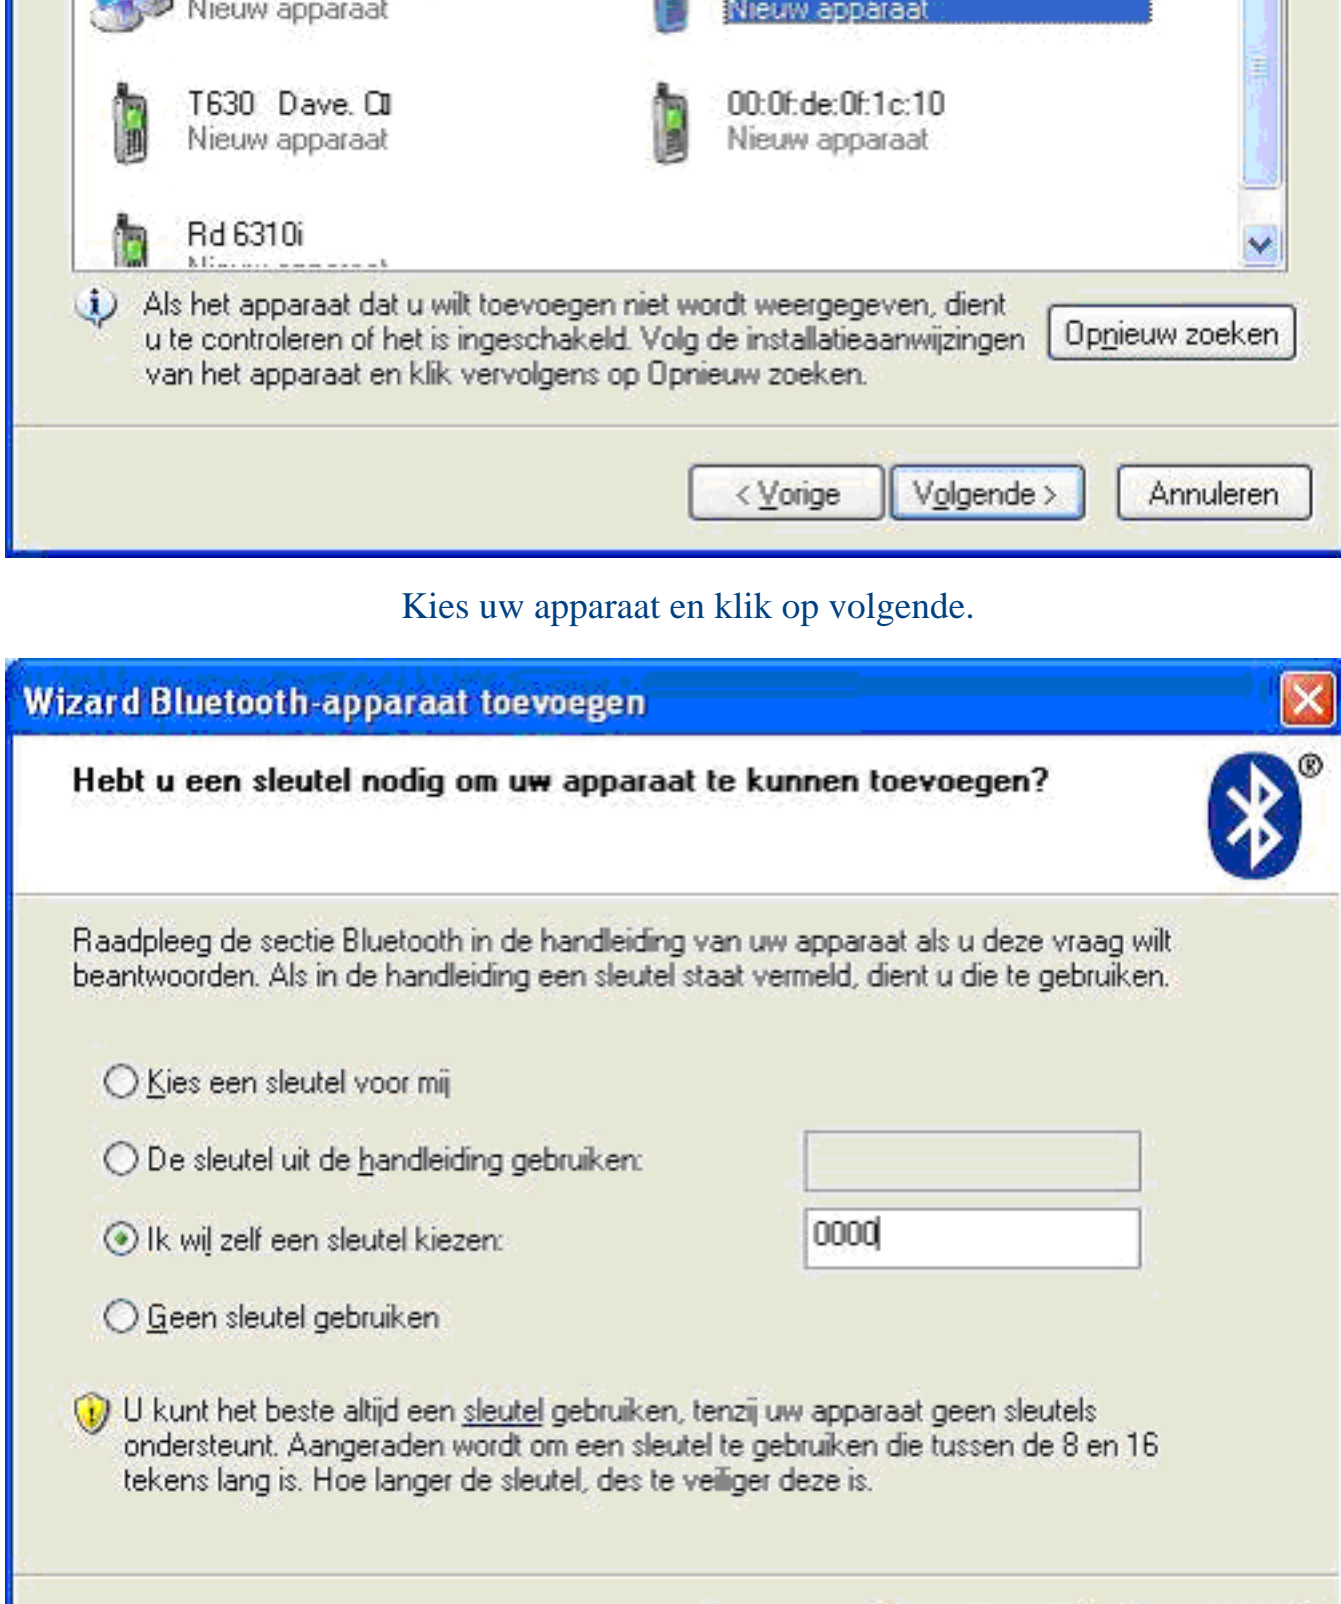 Nieuw apparaat
Nieuw apparaat
T630 Dave. 
Nieuw apparaat
00:0f:de:0f:1c:10
Nieuw apparaat
Rd 6310i
Als het apparaat dat u wilt toevoegen niet wordt weergegeven, dient
u te controleren of het is ingeschakeld. Volg de installatieaanwijzingen
van het apparaat en klik vervolgens op Opnieuw zoeken.
Opnieuw zoeken
< Vorige
Volgende >
Annuleren
Kies uw apparaat en klik op volgende.
Wizard Bluetooth-apparaat toevoegen
Hebt u een sleutel nodig om uw apparaat te kunnen toevoegen?
®
Raadpleeg de sectie Bluetooth in de handleiding van uw apparaat als u deze vraag wilt
beantwoorden. Als in de handleiding een sleutel staat vermeld, dient u die te gebruiken.
Kies een sleutel voor mij
De sleutel uit de handleiding gebruiken:
Ik wil zelf een sleutel kiezen:
0000
Geen sleutel gebruiken
U kunt het beste altijd een sleutel gebruiken, tenzij uw apparaat geen sleutels
ondersteunt. Aangeraden wordt om een sleutel te gebruiken die tussen de 8 en 16
tekens lang is. Hoe langer de sleutel, des te veiliger deze is.